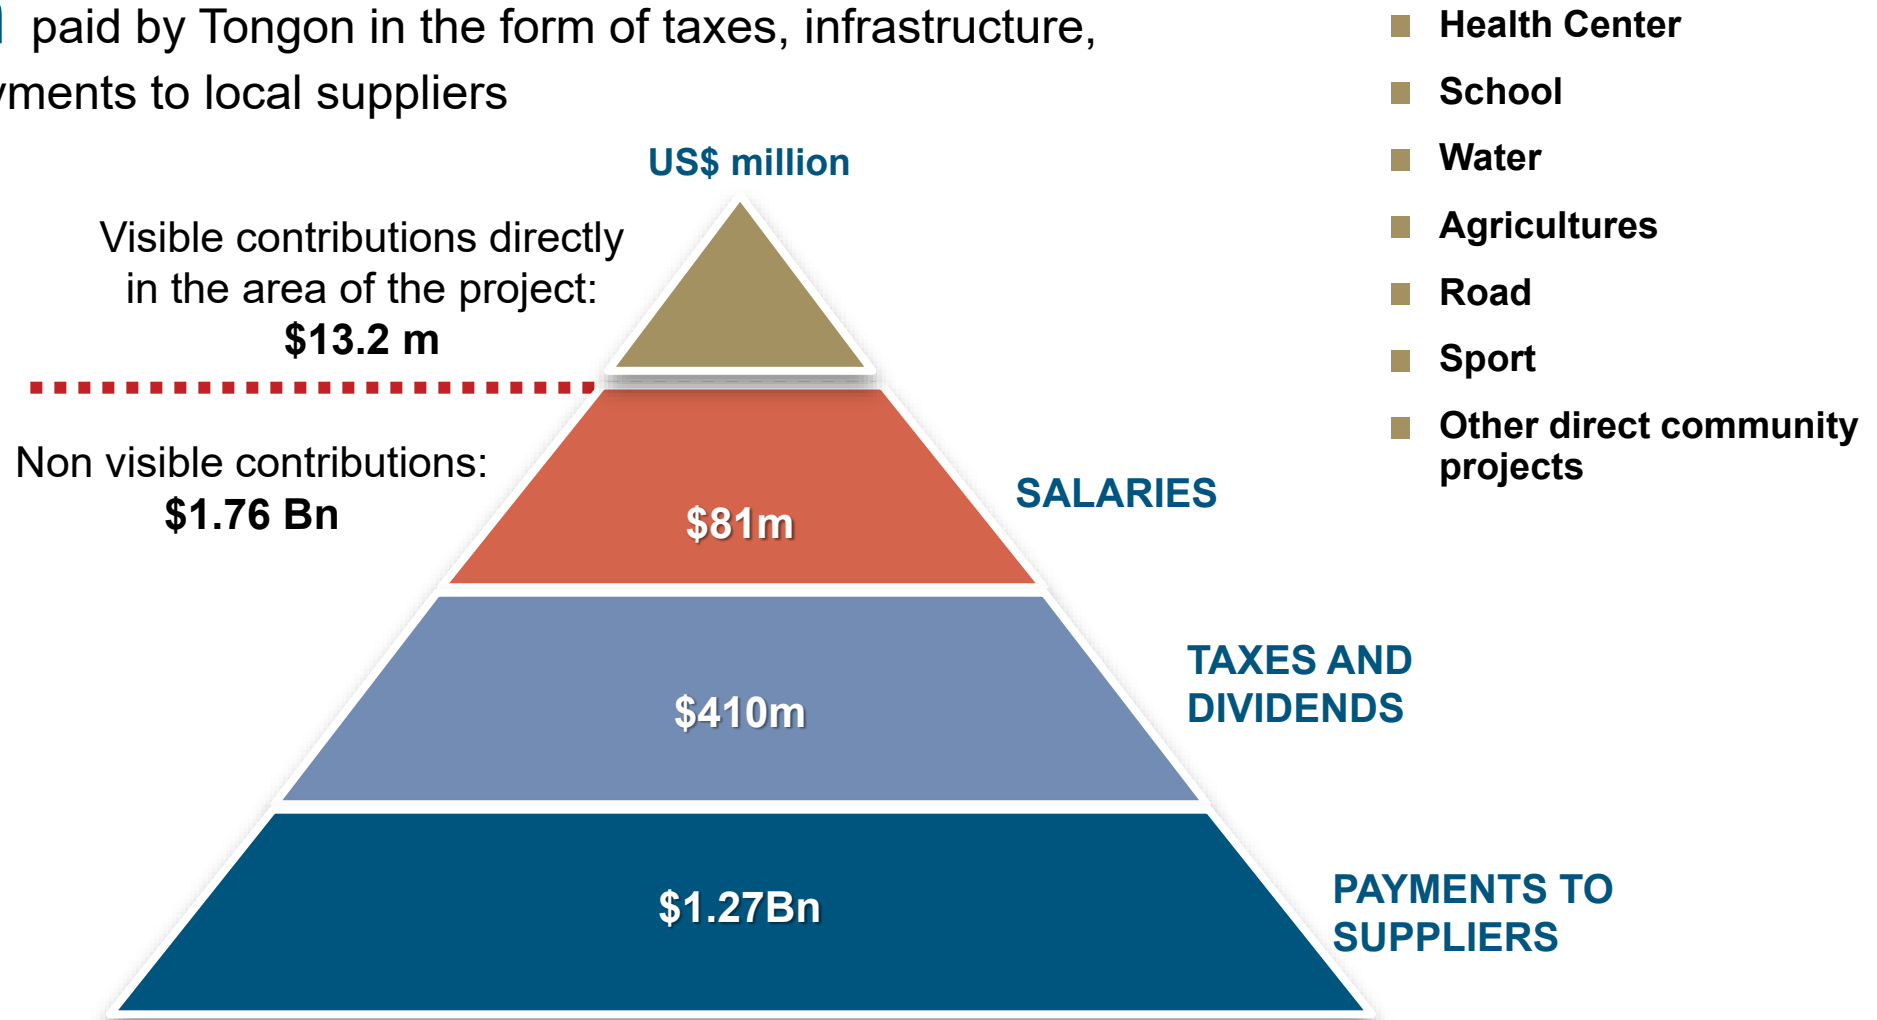 paid by Tongon in the form of taxes, infrastructure,
to local suppliers
US$ million
Visible contributions directly
in the area of the project:
$13.2 m
Non visible contributions:
$1.76 Bn
$81m
SALARIES
$410m
TAXES AND
DIVIDENDS
$1.27Bn
PAYMENTS TO
SUPPLIERS
Health Center
School
Water
Agricultures
Road
Sport
Other direct community
projects